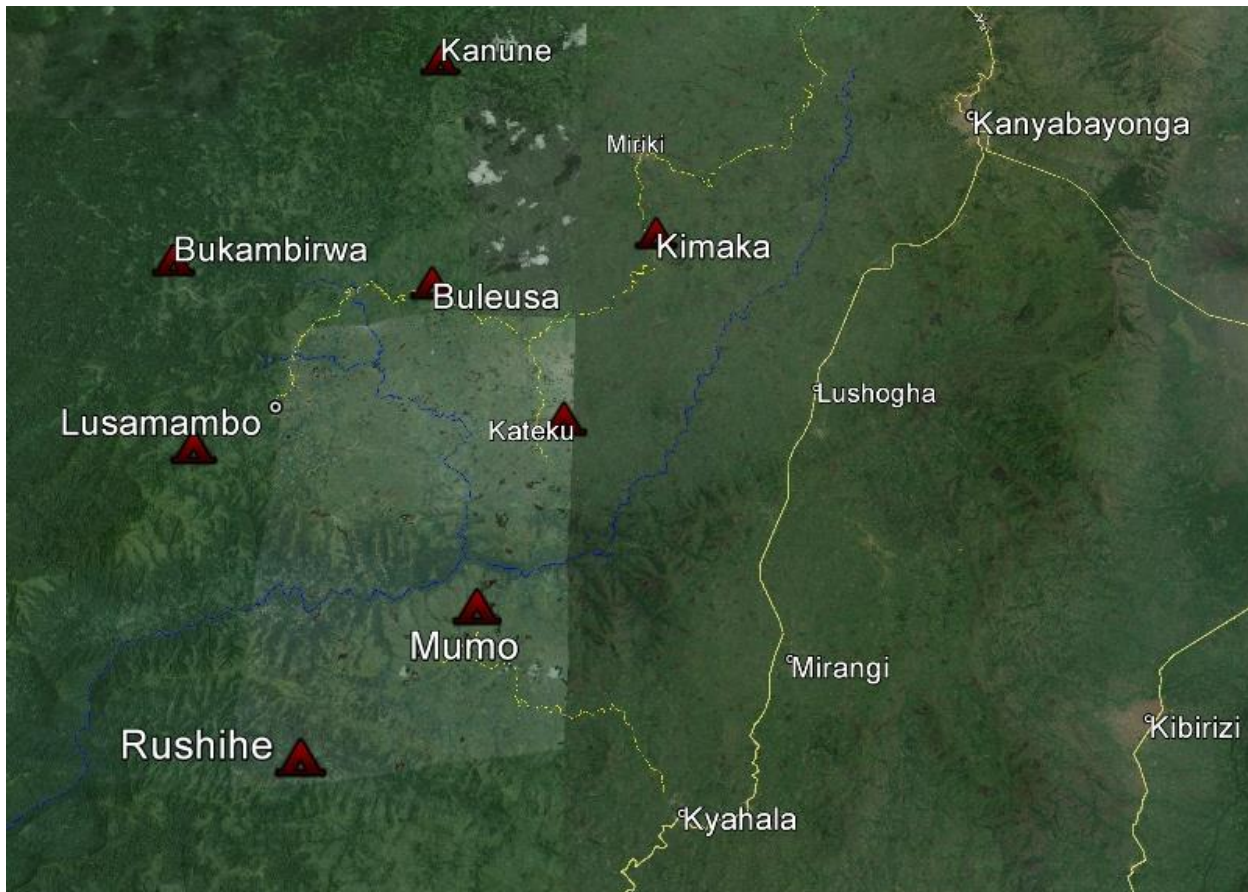 Kanune
Kanyabayonga
Miriki
Bukambirwa
Kimaka
Buleusa
Lushogha
Lusamambo
Kateku
Mumo
Mirangi
Kibirizi
Rushihe
Kyahala